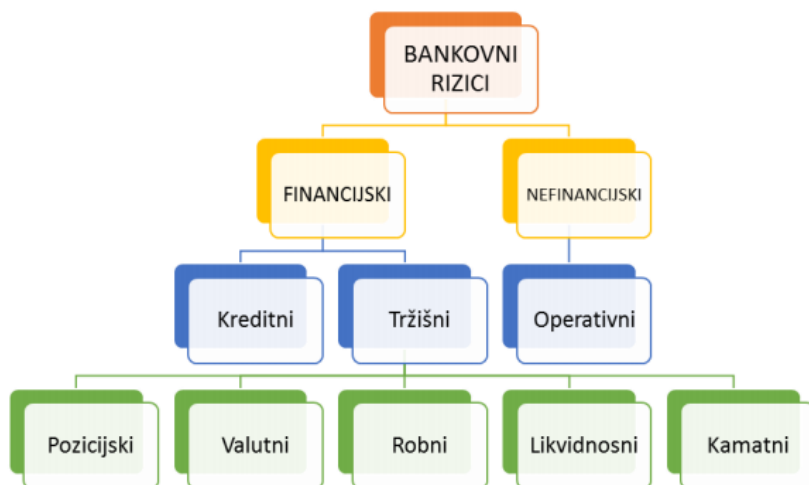 BANKOVNI
RIZICI
FINANCIJSKI
NEFINANCIJSKI
Kreditni
Tržišni
Operativni
Pozicijski
Valutni
Robni
Likvidnosni
Kamatni